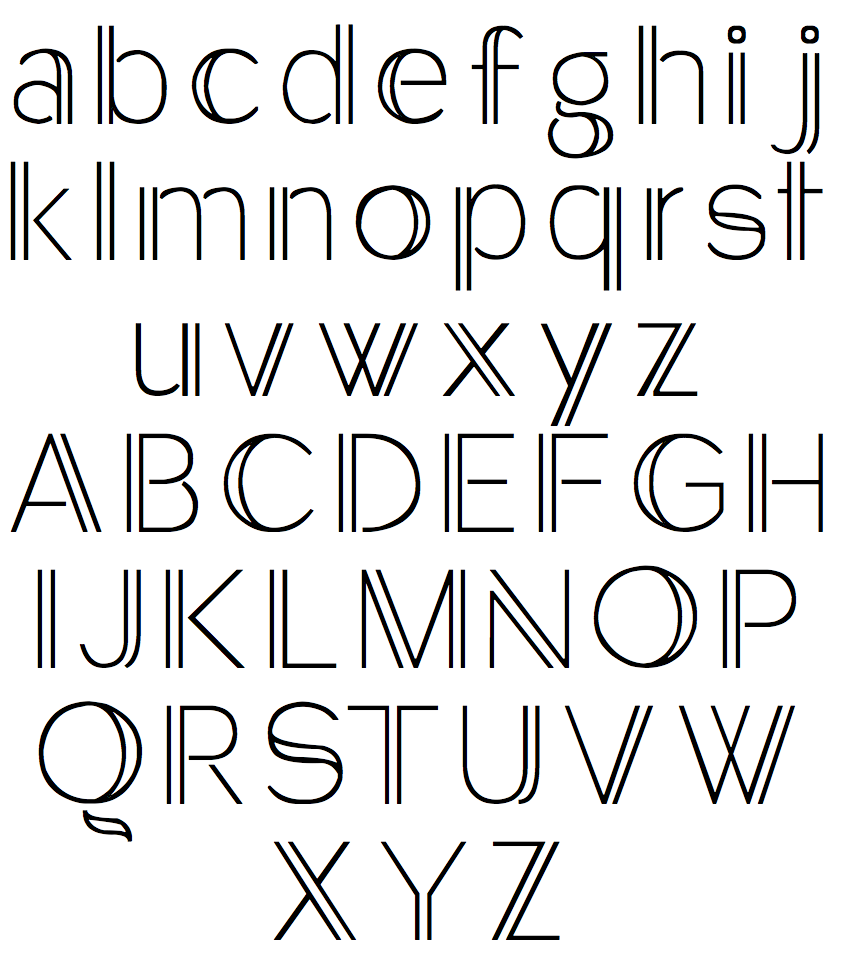 abcdefghij
klmnopqrst
uvwxyz
ABCDEFGH
IJKLMNOP
QRSTUVW
XYZ